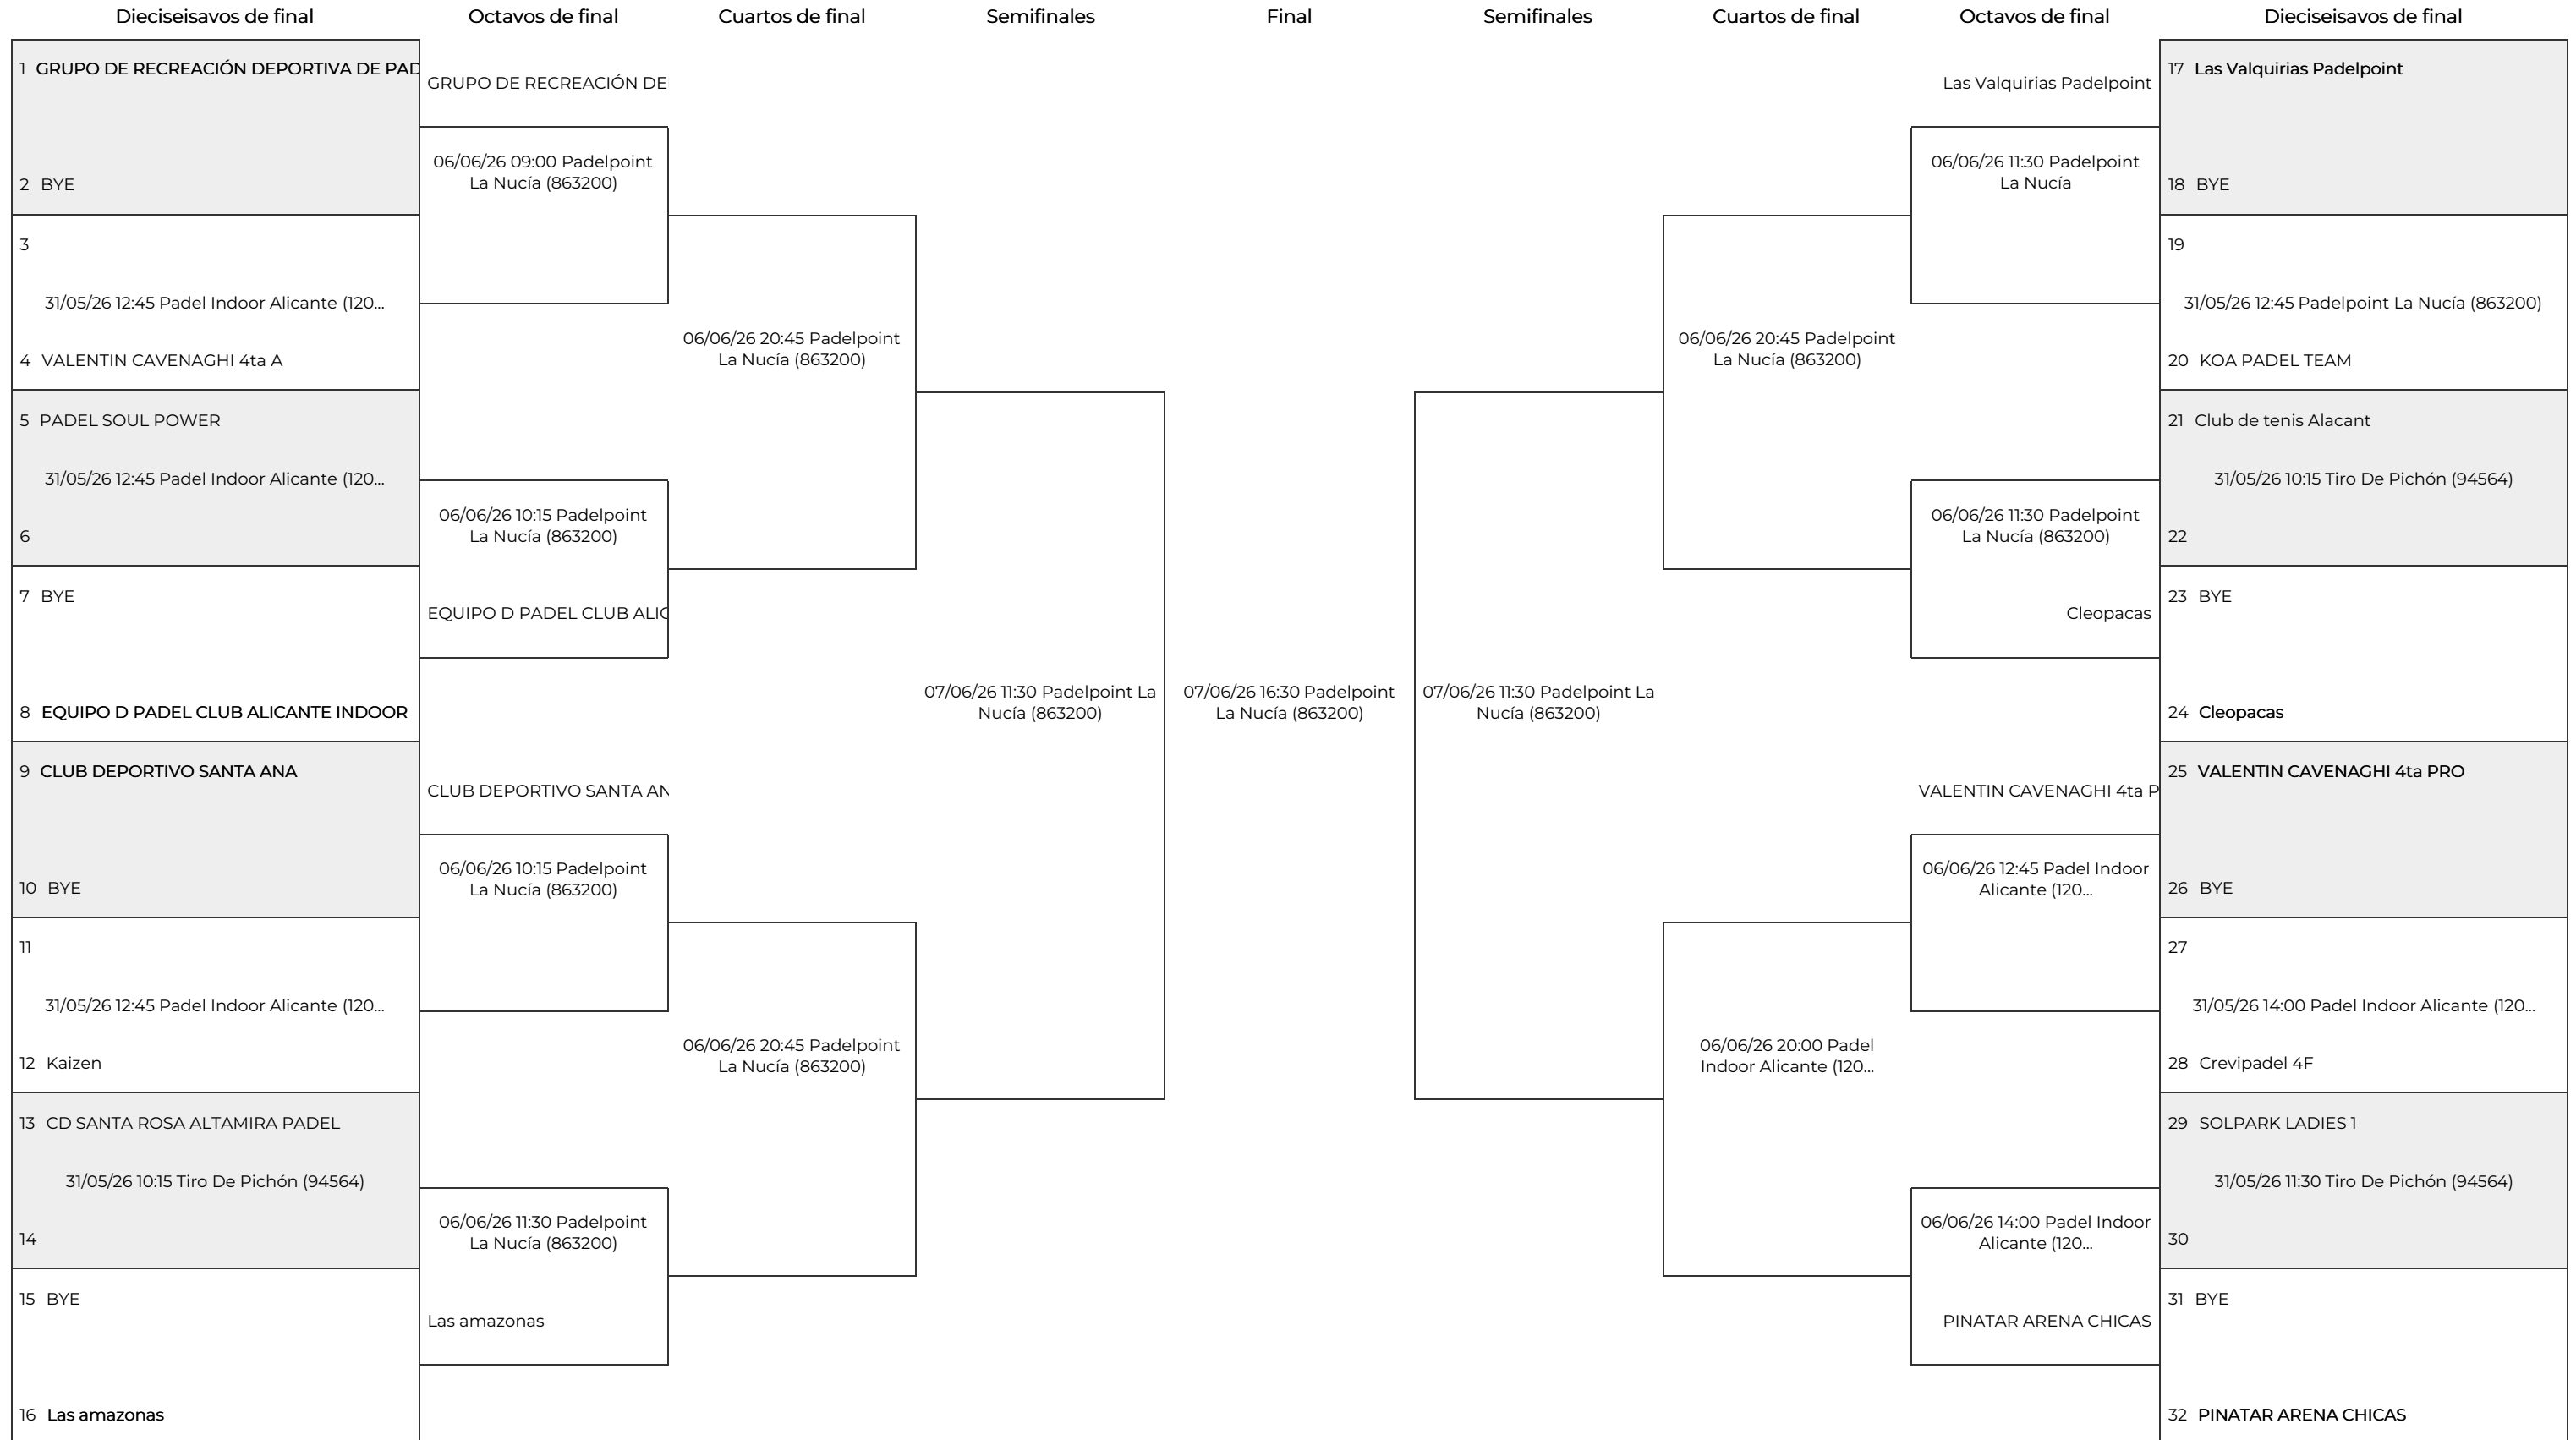 Dieciseisavos de final
Octavos de final
Cuartos de final
Semifinales
Final
Semifinales
Cuartos de final
Octavos de final
Dieciseisavos de final
1 GRUPO DE RECREACIÓN DEPORTIVA DE PAD
2 BYE
3
31/05/26 12:45 Padel Indoor Alicante (120...
4 VALENTIN CAVENAGHI 4ta A
5 PADEL SOUL POWER
31/05/26 12:45 Padel Indoor Alicante (120...
6
7 BYE
8 EQUIPO D PADEL CLUB ALICANTE INDOOR
9 CLUB DEPORTIVO SANTA ANA
10 BYE
11
31/05/26 12:45 Padel Indoor Alicante (120...
12 Kaizen
13 CD SANTA ROSA ALTAMIRA PADEL
31/05/26 10:15 Tiro De Pichón (94564)
14
15 BYE
16 Las amazonas
GRUPO DE RECREACIÓN DE
06/06/26 09:00 Padelpoint
La Nucía (863200)
06/06/26 10:15 Padelpoint
La Nucía (863200)
EQUIPO D PADEL CLUB ALIC
CLUB DEPORTIVO SANTA AN
06/06/26 10:15 Padelpoint
La Nucía (863200)
06/06/26 11:30 Padelpoint
La Nucía (863200)
Las amazonas
06/06/26 20:45 Padelpoint
La Nucía (863200)
06/06/26 20:45 Padelpoint
La Nucía (863200)
07/06/26 11:30 Padelpoint La
Nucía (863200)
07/06/26 16:30 Padelpoint
La Nucía (863200)
07/06/26 11:30 Padelpoint La
Nucía (863200)
06/06/26 20:45 Padelpoint
La Nucía (863200)
06/06/26 20:00 Padel
Indoor Alicante (120...
Las Valquirias Padelpoint
06/06/26 11:30 Padelpoint
La Nucía
06/06/26 11:30 Padelpoint
La Nucía (863200)
Cleopacas
VALENTIN CAVENAGHI 4ta P
06/06/26 12:45 Padel Indoor
Alicante (120...
06/06/26 14:00 Padel Indoor
Alicante (120...
PINATAR ARENA CHICAS
17 Las Valquirias Padelpoint
18 BYE
19
31/05/26 12:45 Padelpoint La Nucía (863200)
20 KOA PADEL TEAM
21 Club de tenis Alacant
31/05/26 10:15 Tiro De Pichón (94564)
22
23 BYE
24 Cleopacas
25 VALENTIN CAVENAGHI 4ta PRO
26 BYE
27
31/05/26 14:00 Padel Indoor Alicante (120...
28 Crevipadel 4F
29 SOLPARK LADIES 1
31/05/26 11:30 Tiro De Pichón (94564)
30
31 BYE
32 PINATAR ARENA CHICAS